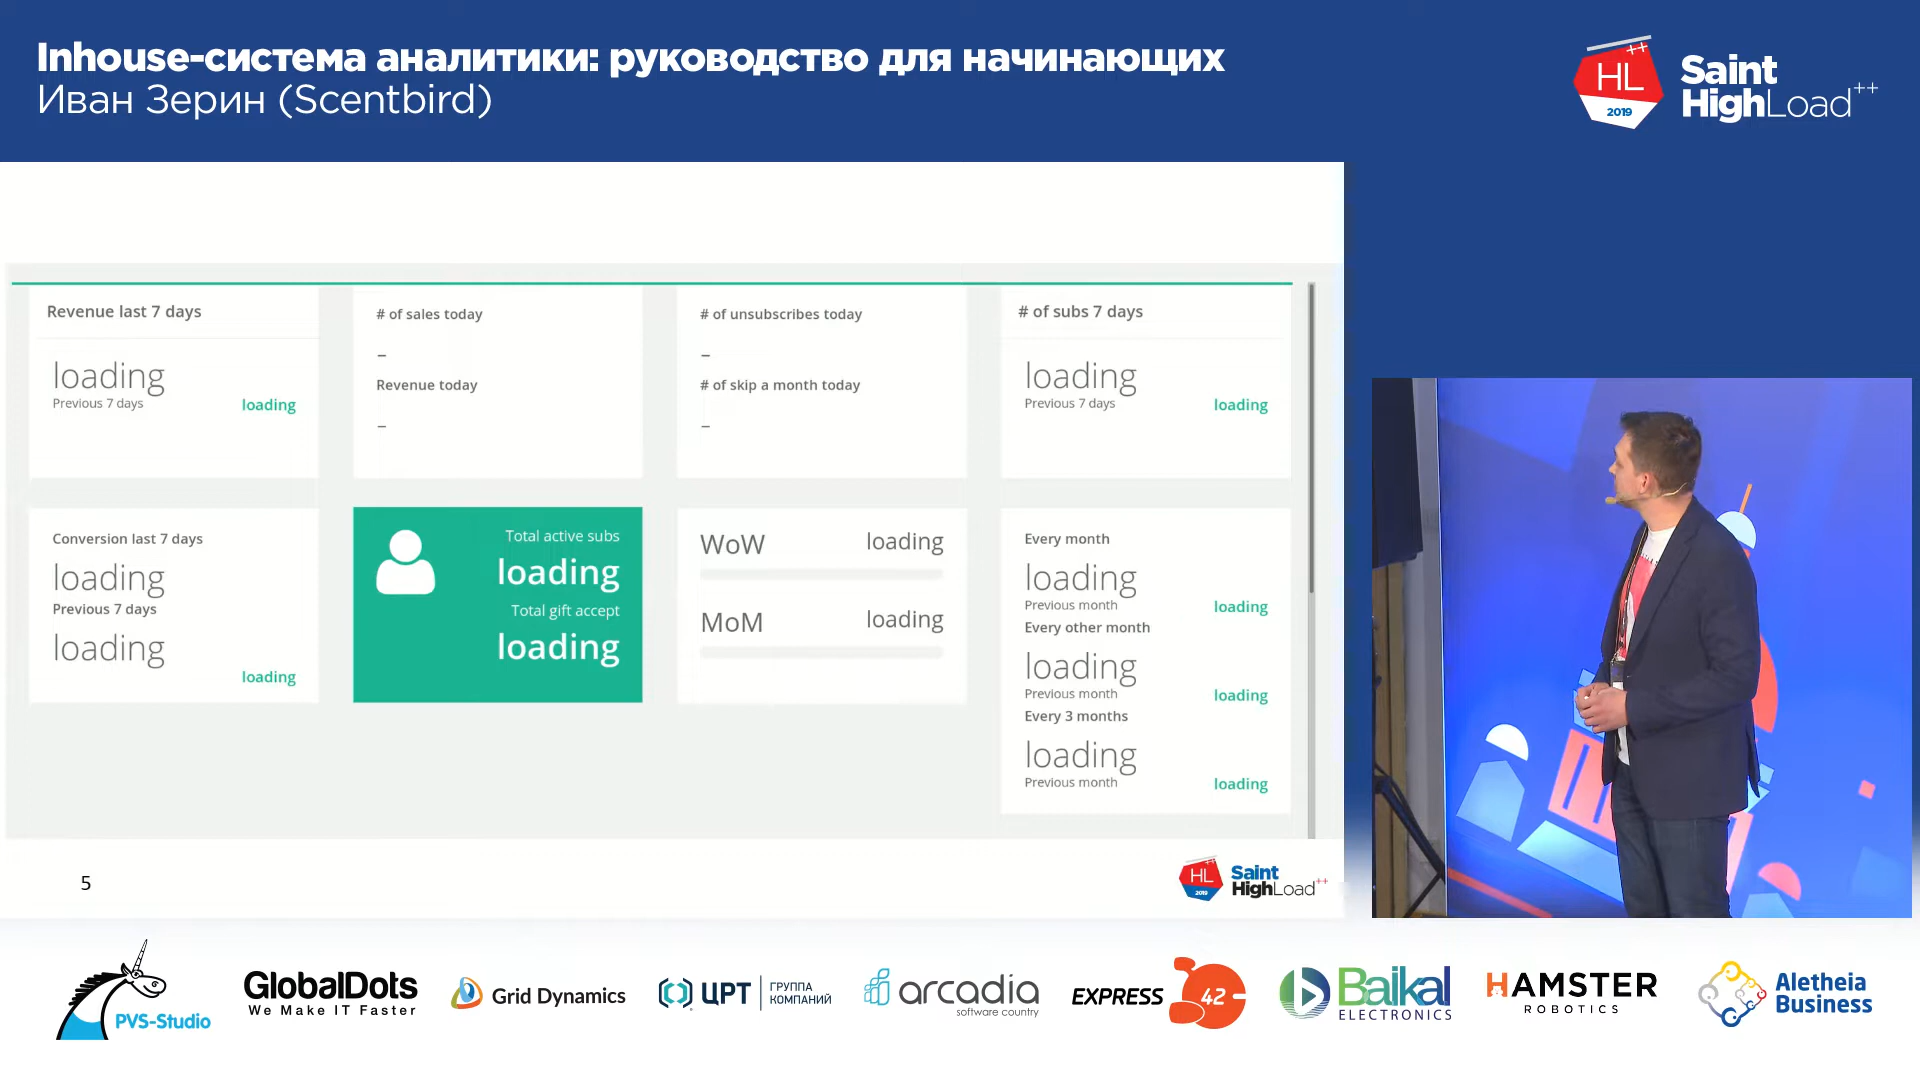 Inhouse-система аналитики: руководство для начинающих
Иван Зерин (Scentbird)
HL ++
2019
Saint
HighLoad++
Revenue last 7 days
loading
Previous 7 days
loading
# of sales today
–
Revenue today
–
# of unsubscribes today
–
# of skip a month today
–
# of subs 7 days
loading
Previous 7 days
loading
Conversion last 7 days
loading
Previous 7 days
loading
loading
Total active subs
loading
Total gift accept
loading
WoW loading
MoM loading
Every month
loading
Previous month
loading
Every other month
loading
Previous month
loading
Every 3 months
loading
Previous month
loading
5
HL ++
2019
Saint
HighLoad++
PVS-Studio
GlobalDots
We Make IT Faster
Grid Dynamics
ЦРТ ГРУППА
КОМПАНИЙ
arcadia
software country
EXPRESS 42
Baikal
ELECTRONICS
HAMSTER
ROBOTICS
Aletheia
Business